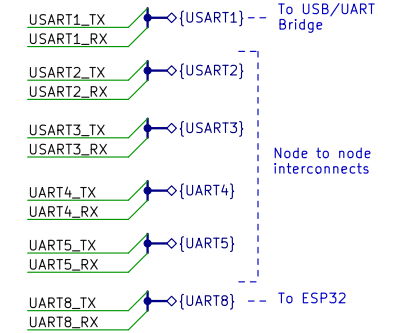 USART1_TX
USART1_RX
{USART1}
To USB/UART
Bridge
USART2_TX
USART2_RX
{USART2}
USART3_TX
USART3_RX
{USART3}
Node to node
interconnects
UART4_TX
UART4_RX
{UART4}
UART5_TX
UART5_RX
{UART5}
UART8_TX
UART8_RX
{UART8}
To ESP32